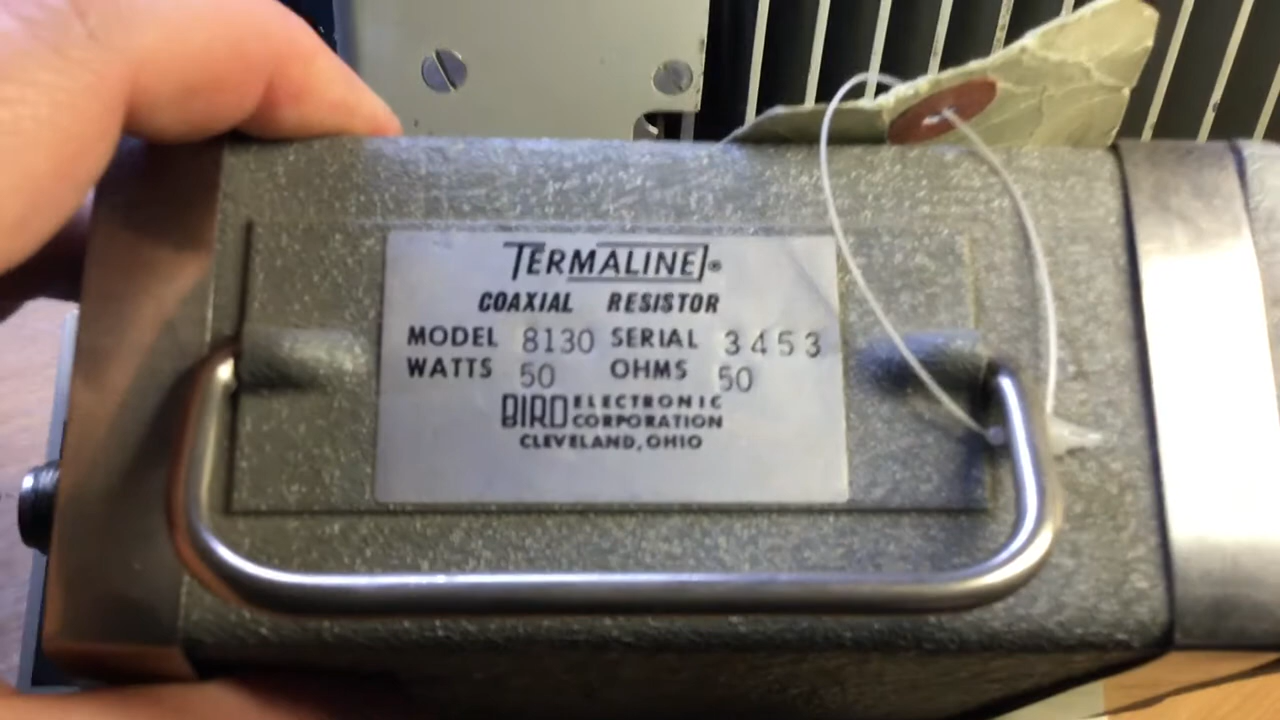 TERMALINE®
COAXIAL RESISTOR
MODEL 8130 SERIAL 3453
WATTS 50 OHMS 50
BIRD ELECTRONIC
CORPORATION
CLEVELAND, OHIO